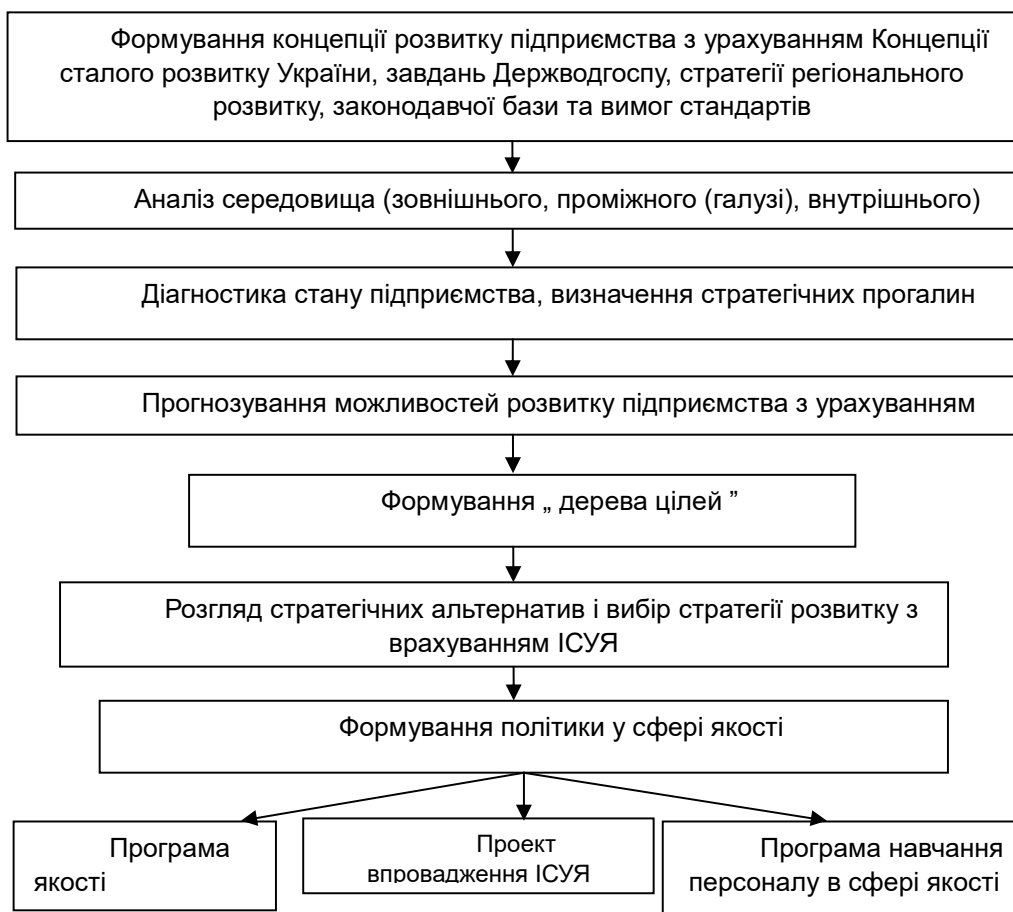 Формування концепції розвитку підприємства з урахуванням Концепції
сталого розвитку України, завдань Держводгоспу, стратегії регіонального
розвитку, законодавчої бази та вимог стандартів
Аналіз середовища (зовнішнього, проміжного (галузі), внутрішнього)
Діагностика стану підприємства, визначення стратегічних прогалин
Прогнозування можливостей розвитку підприємства з урахуванням
Формування „ дерева цілей ”
Розгляд стратегічних альтернатив і вибір стратегії розвитку з
врахуванням ІСУЯ
Формування політики у сфері якості
Програма
якості
Проект
впровадження ІСУЯ
Програма навчання
персоналу в сфері якості